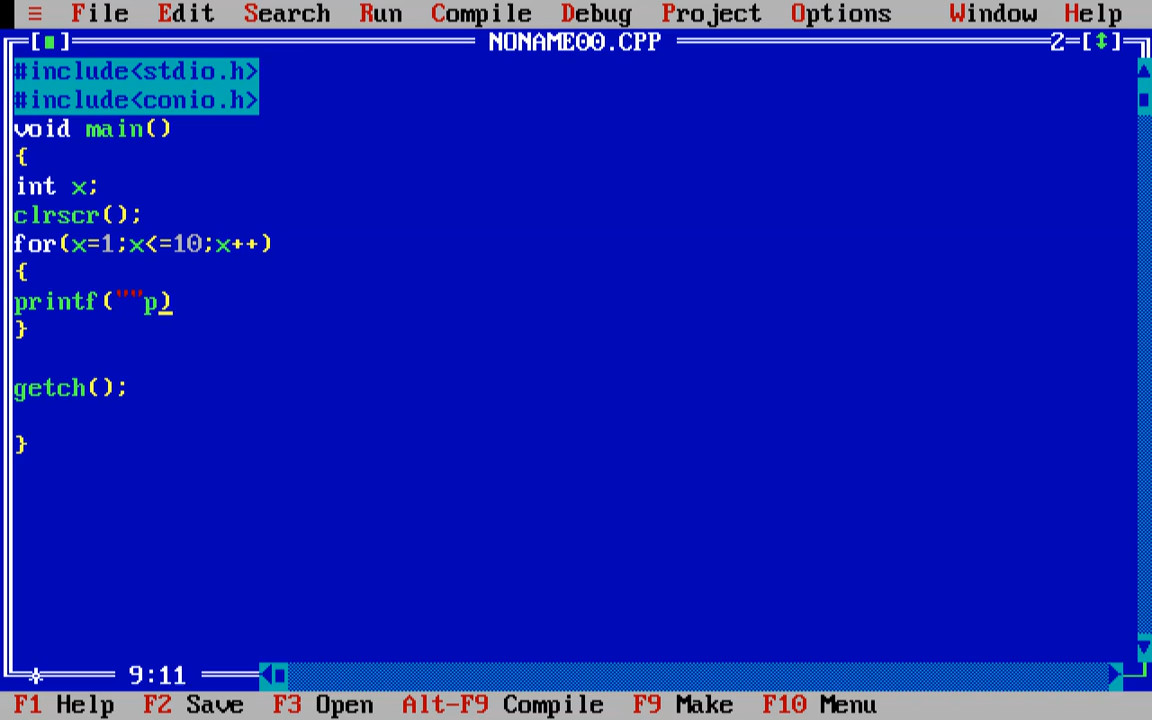 ≡ File Edit Search Run Compile Debug Project Options Window Help
[■] NONAME00.CPP 2=[↕]
#include<stdio.h>
#include<conio.h>
void main()
{
int x;
clrscr();
for(x=1;x<=10;x++)
{
printf(""p)
}
getch();
}
9:11
F1 Help F2 Save F3 Open Alt-F9 Compile F9 Make F10 Menu